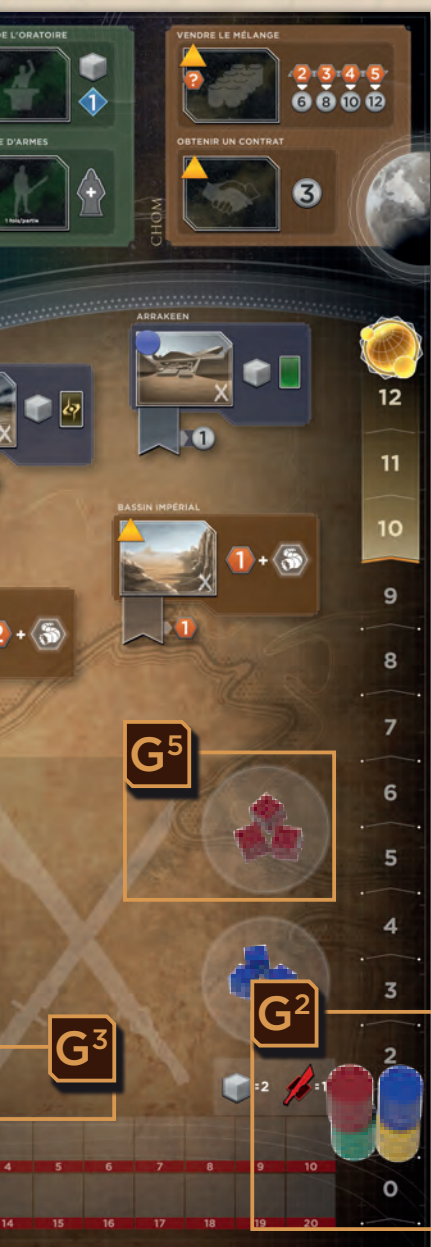 DE L'ORATOIRE
1
E D'ARMES
+
1 fois/partie
VENDRE LE MÉLANGE
?
2 3 4 5
6 8 10 12
OBTENIR UN CONTRAT
3
CHOM
ARRAKEEN
X
1
X
BASSIN IMPÉRIAL
X
1 +
1
2 +
12
11
10
9
8
7
6
5
4
3
2
0
G5
G2
G3
=2 =1
4 5 6 7 8 9 10
14 15 16 17 18 19 20